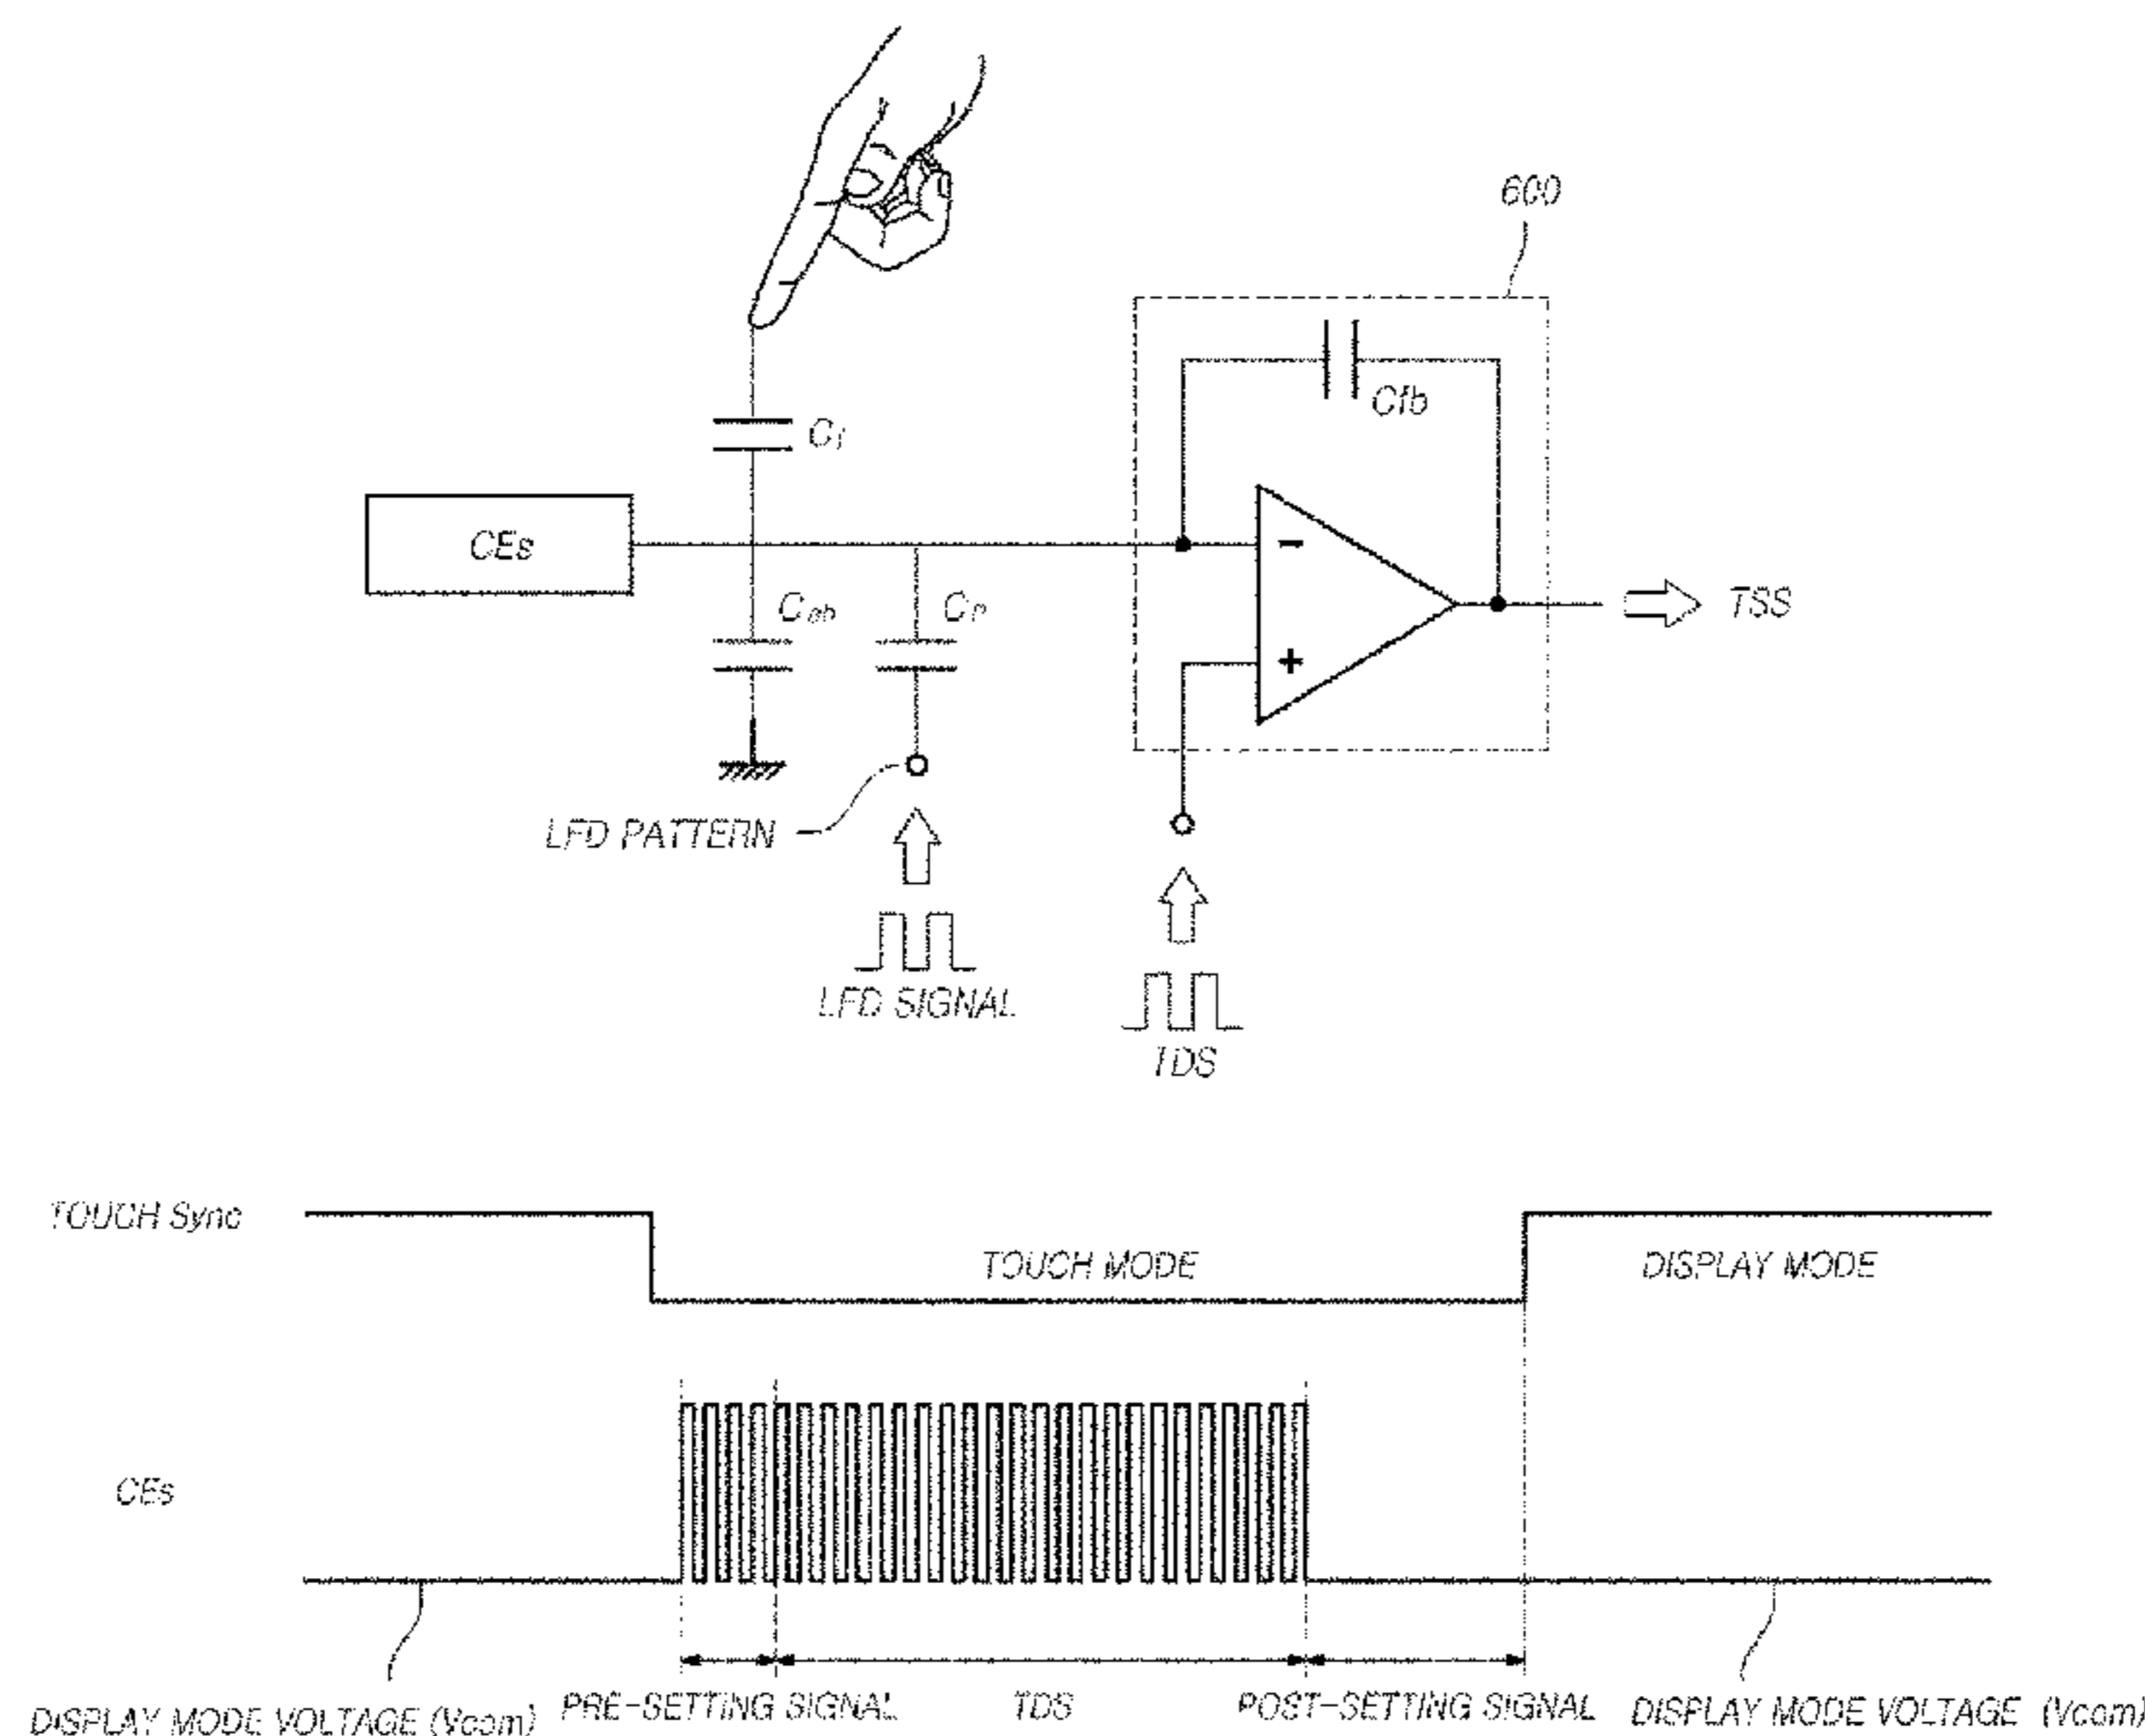 600
Cfb
Cf
CEs
-
Cp
TSS
+
LFD PATTERN
LFD SIGNAL
TDS
TOUCH Sync
TOUCH MODE
DISPLAY MODE
CEs
DISPLAY MODE VOLTAGE (Vcom)
PRE-SETTING SIGNAL
TDS
POST-SETTING SIGNAL
DISPLAY MODE VOLTAGE (Vcom)